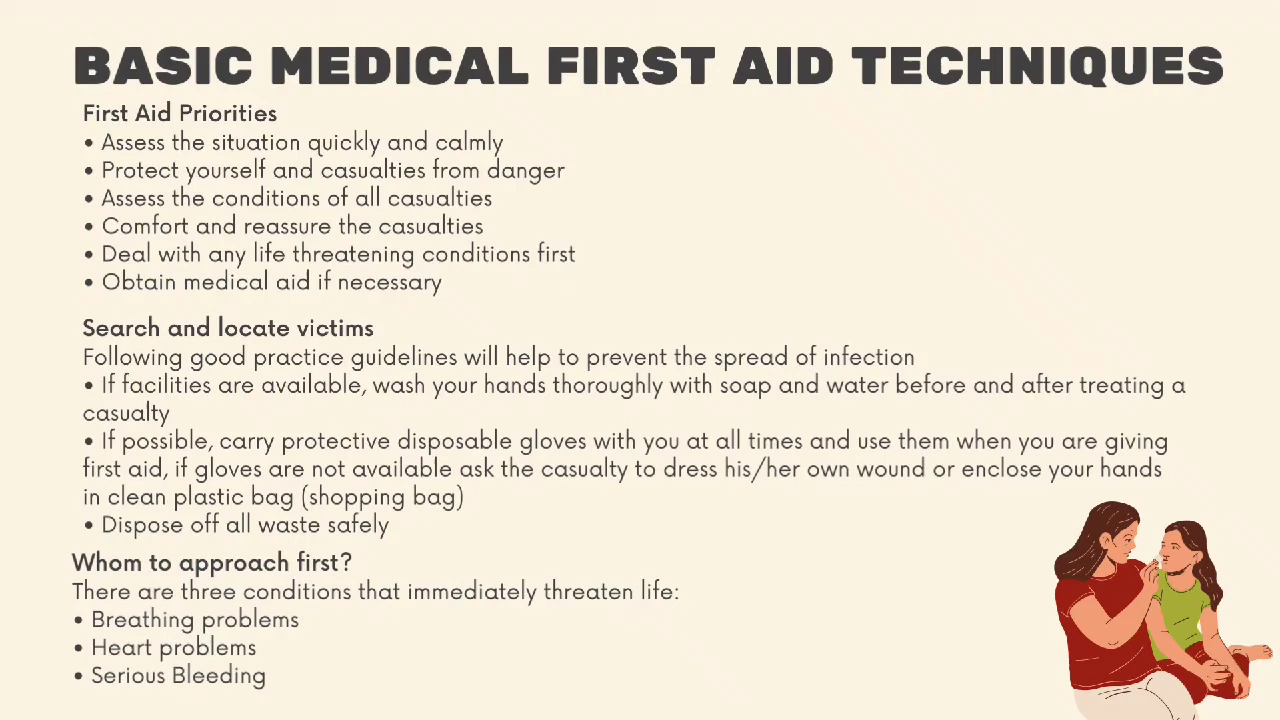 BASIC MEDICAL FIRST AID TECHNIQUES
First Aid Priorities
• Assess the situation quickly and calmly
• Protect yourself and casualties from danger
• Assess the conditions of all casualties
• Comfort and reassure the casualties
• Deal with any life threatening conditions first
• Obtain medical aid if necessary
Search and locate victims
Following good practice guidelines will help to prevent the spread of infection
• If facilities are available, wash your hands thoroughly with soap and water before and after treating a
casualty
• If possible, carry protective disposable gloves with you at all times and use them when you are giving
first aid, if gloves are not available ask the casualty to dress his/her own wound or enclose your hands
in clean plastic bag (shopping bag)
• Dispose off all waste safely
Whom to approach first?
There are three conditions that immediately threaten life:
• Breathing problems
• Heart problems
• Serious Bleeding